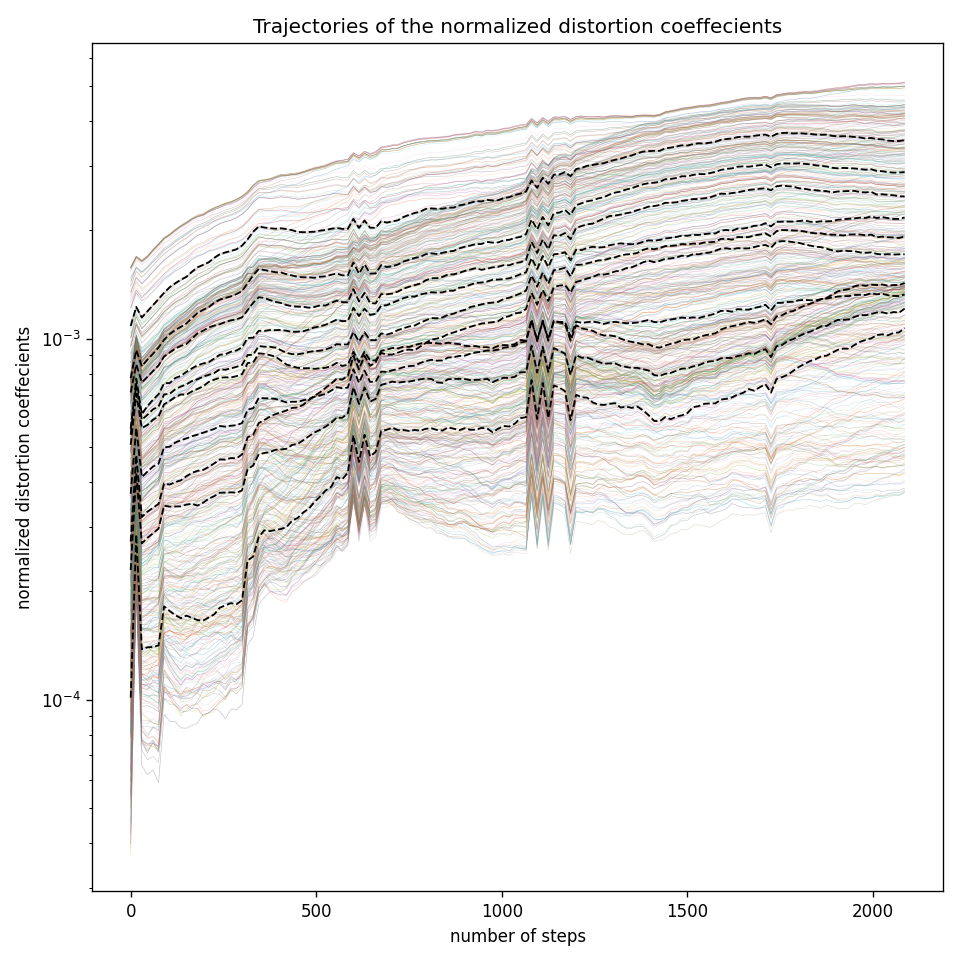 Trajectories of the normalized distortion coeffecients
normalized distortion coeffecients
10⁻³
10⁻⁴
0 500 1000 1500 2000
number of steps